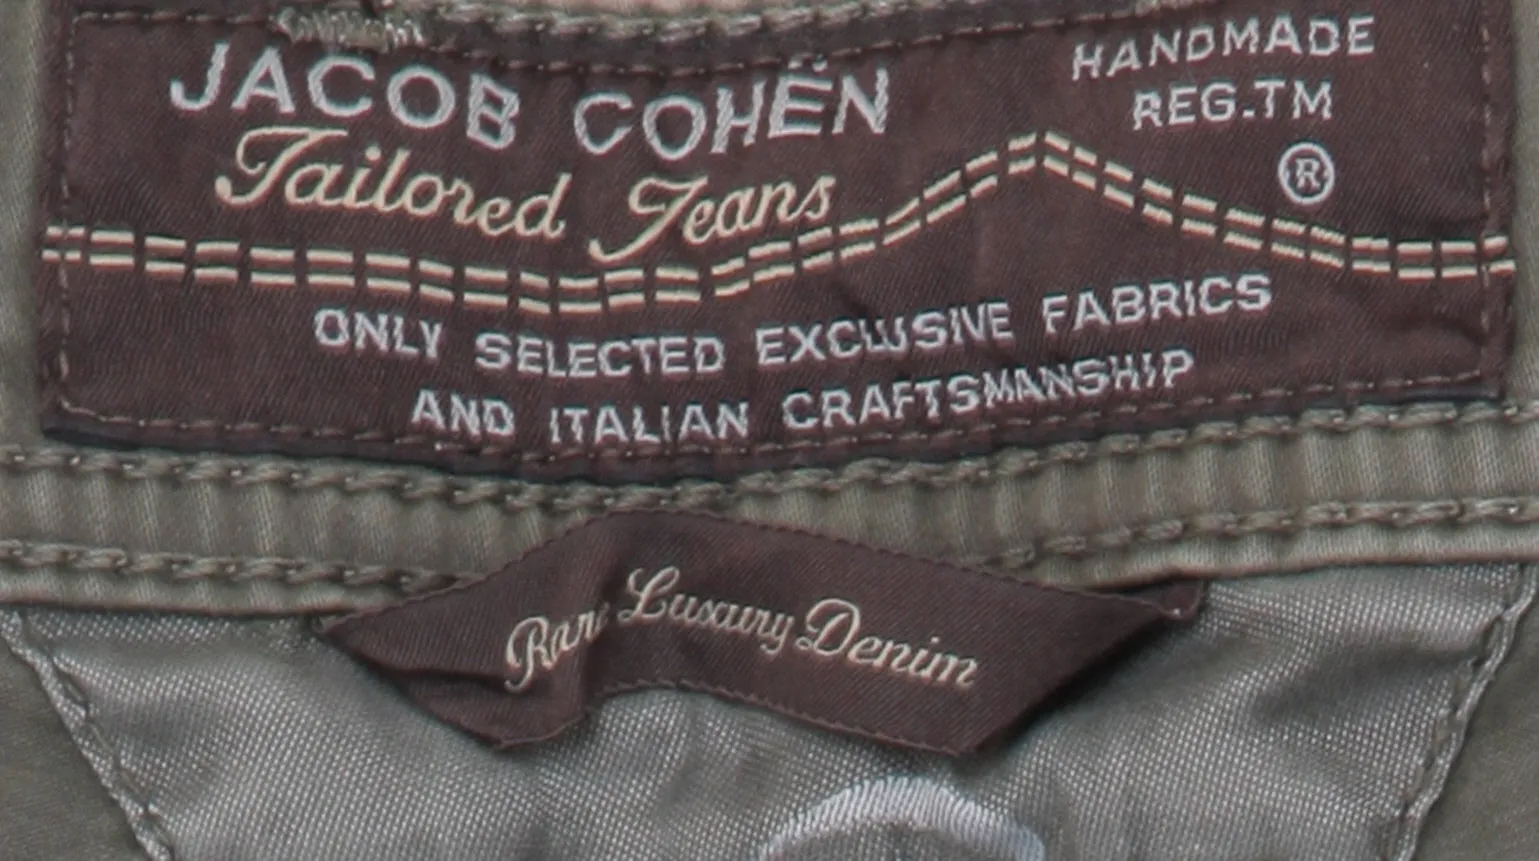 JACOB COHËN
Tailored Jeans
HANDMADE
REG.TM
®
ONLY SELECTED EXCLUSIVE FABRICS
AND ITALIAN CRAFTSMANSHIP
Rare Luxury Denim